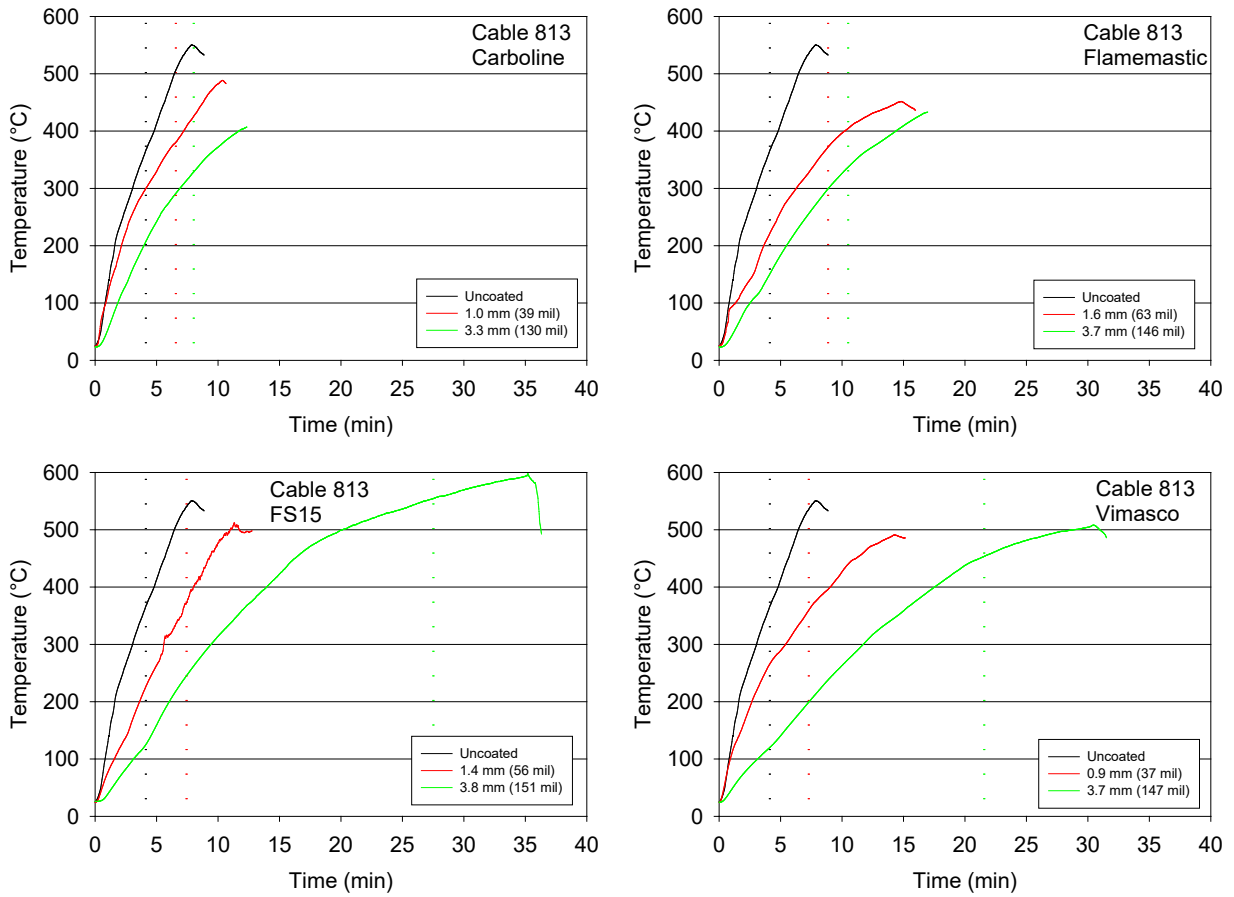 Cable 813
Carboline
Temperature (°C)
600
500
400
300
200
100
0
Uncoated
1.0 mm (39 mil)
3.3 mm (130 mil)
0 5 10 15 20 25 30 35 40
Time (min)
Cable 813
Flamemastic
Temperature (°C)
600
500
400
300
200
100
0
Uncoated
1.6 mm (63 mil)
3.7 mm (146 mil)
0 5 10 15 20 25 30 35 40
Time (min)
Cable 813
FS15
Temperature (°C)
600
500
400
300
200
100
0
Uncoated
1.4 mm (56 mil)
3.8 mm (151 mil)
0 5 10 15 20 25 30 35 40
Time (min)
Cable 813
Vimasco
Temperature (°C)
600
500
400
300
200
100
0
Uncoated
0.9 mm (37 mil)
3.7 mm (147 mil)
0 5 10 15 20 25 30 35 40
Time (min)